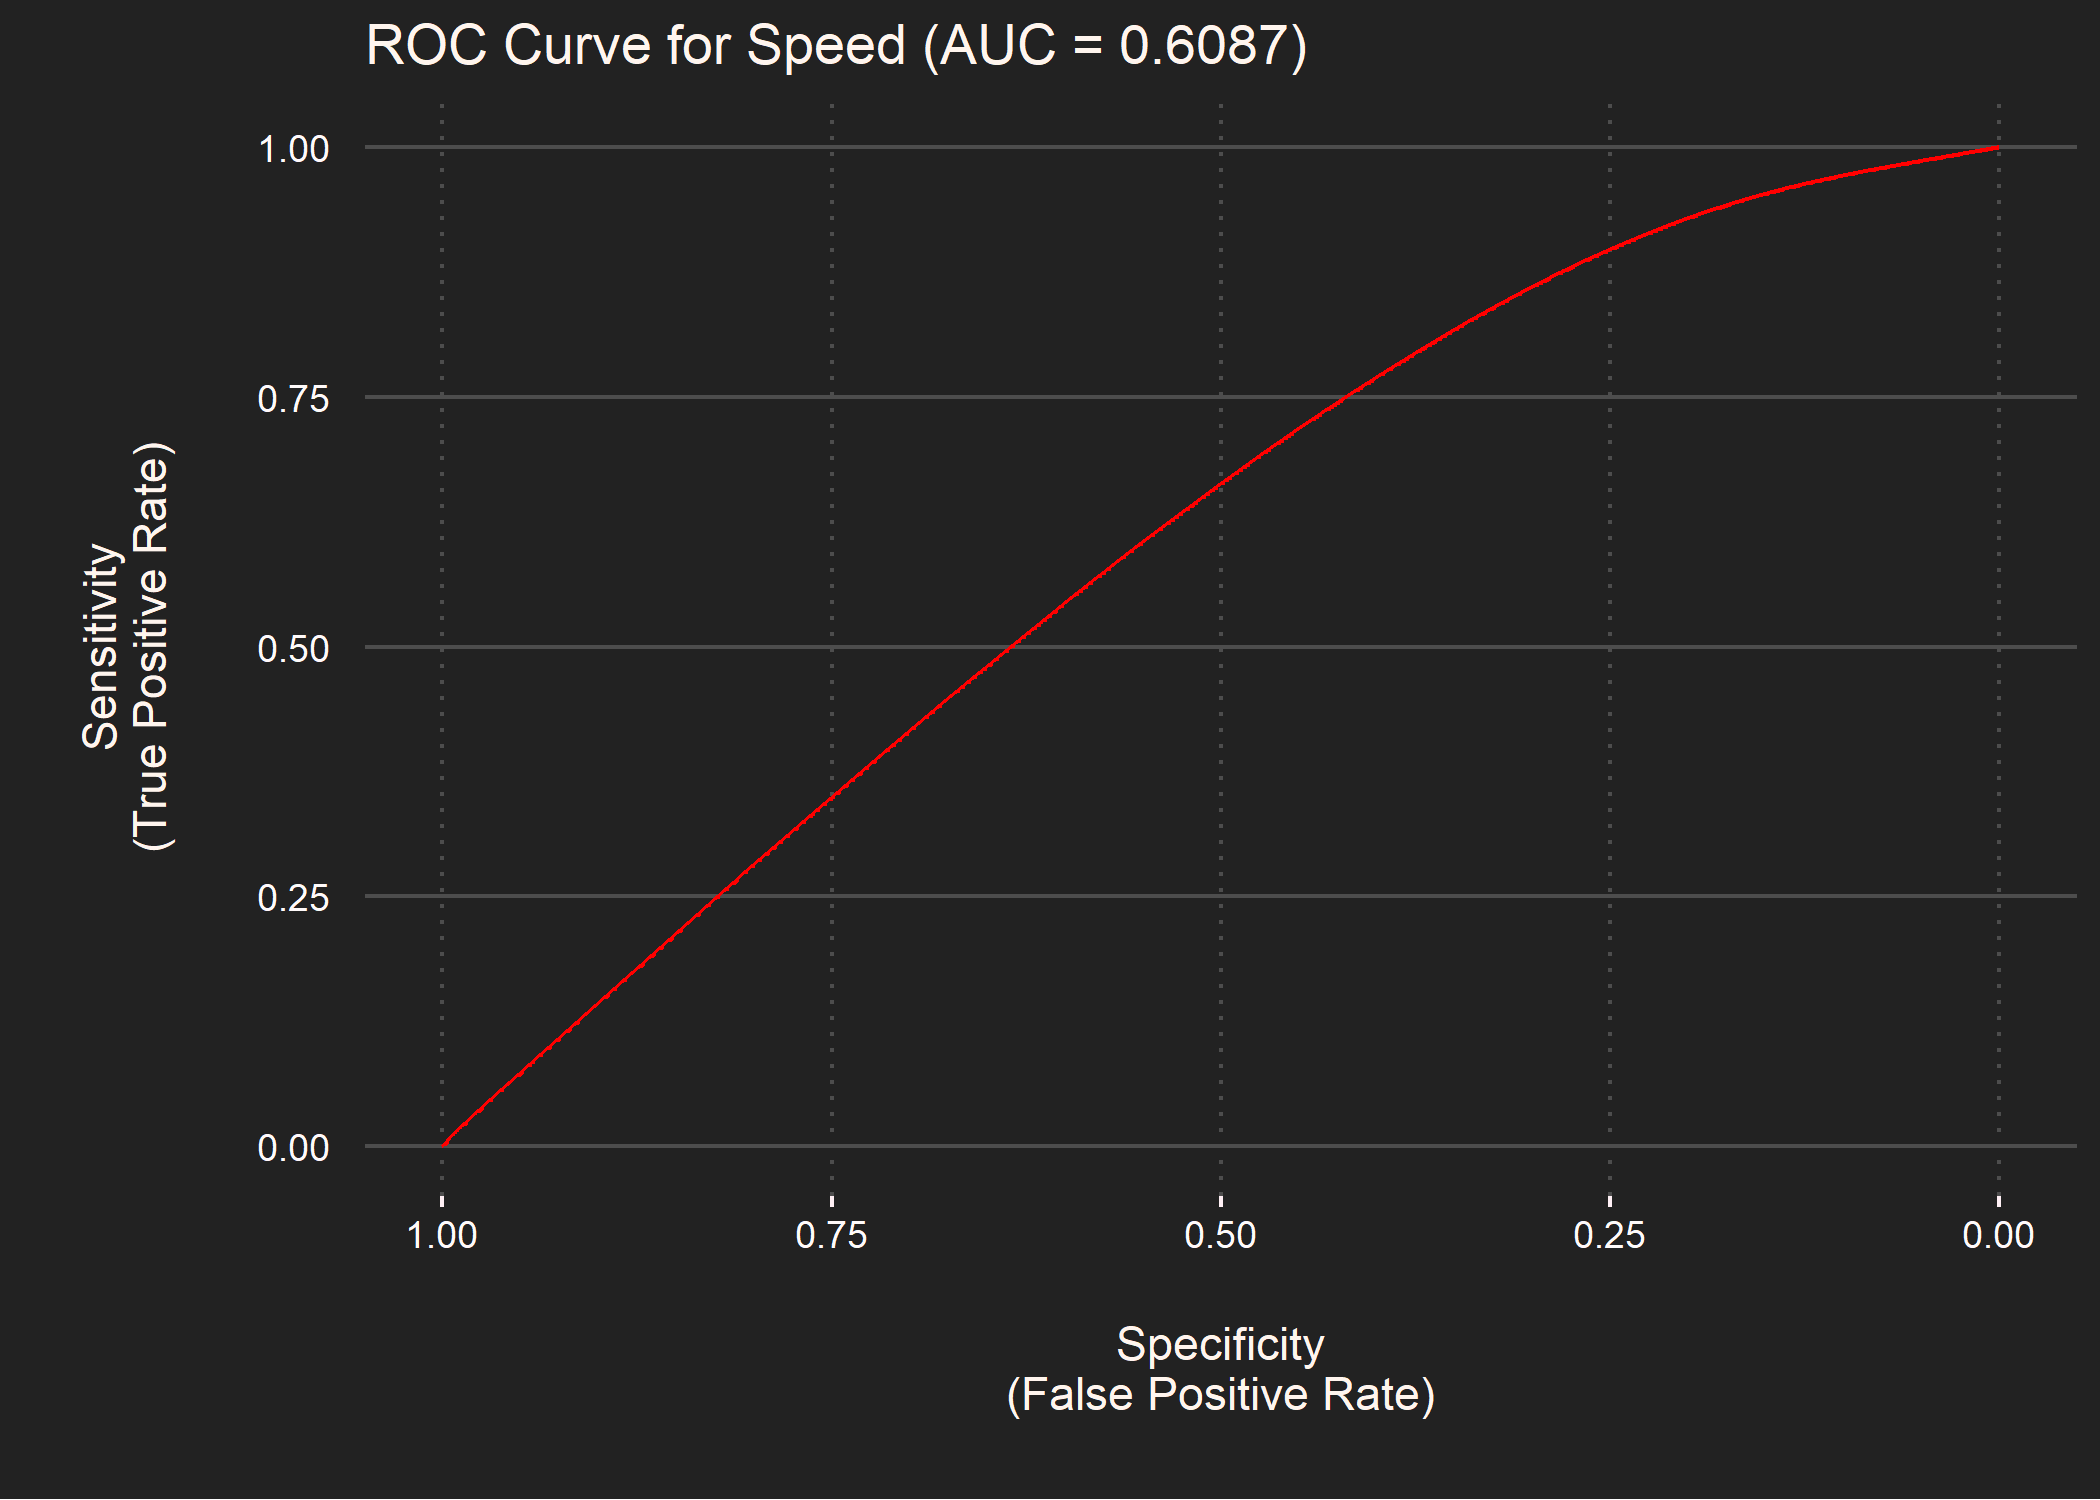 ROC Curve for Speed (AUC = 0.6087)
Sensitivity
(True Positive Rate)
1.00
0.75
0.50
0.25
0.00
1.00 0.75 0.50 0.25 0.00
Specificity
(False Positive Rate)